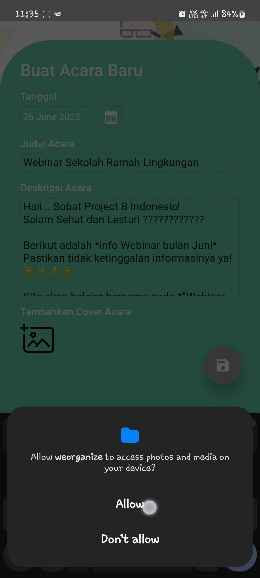 11:35
84%
Buat Acara Baru
Tanggal
25 June 2022
Judul Acara
Webinar Sekolah Ramah Lingkungan
Deskripsi Acara
Haii... Sobat Project B Indonesia!
Salam Sehat dan Lestari ????????????
Berikut adalah *info Webinar bulan Juni*
Pastikan tidak ketinggalan informasinya ya!
Tambahkan Cover Acara
Allow weorganize to access photos and media on
your device?
Allow
Don't allow